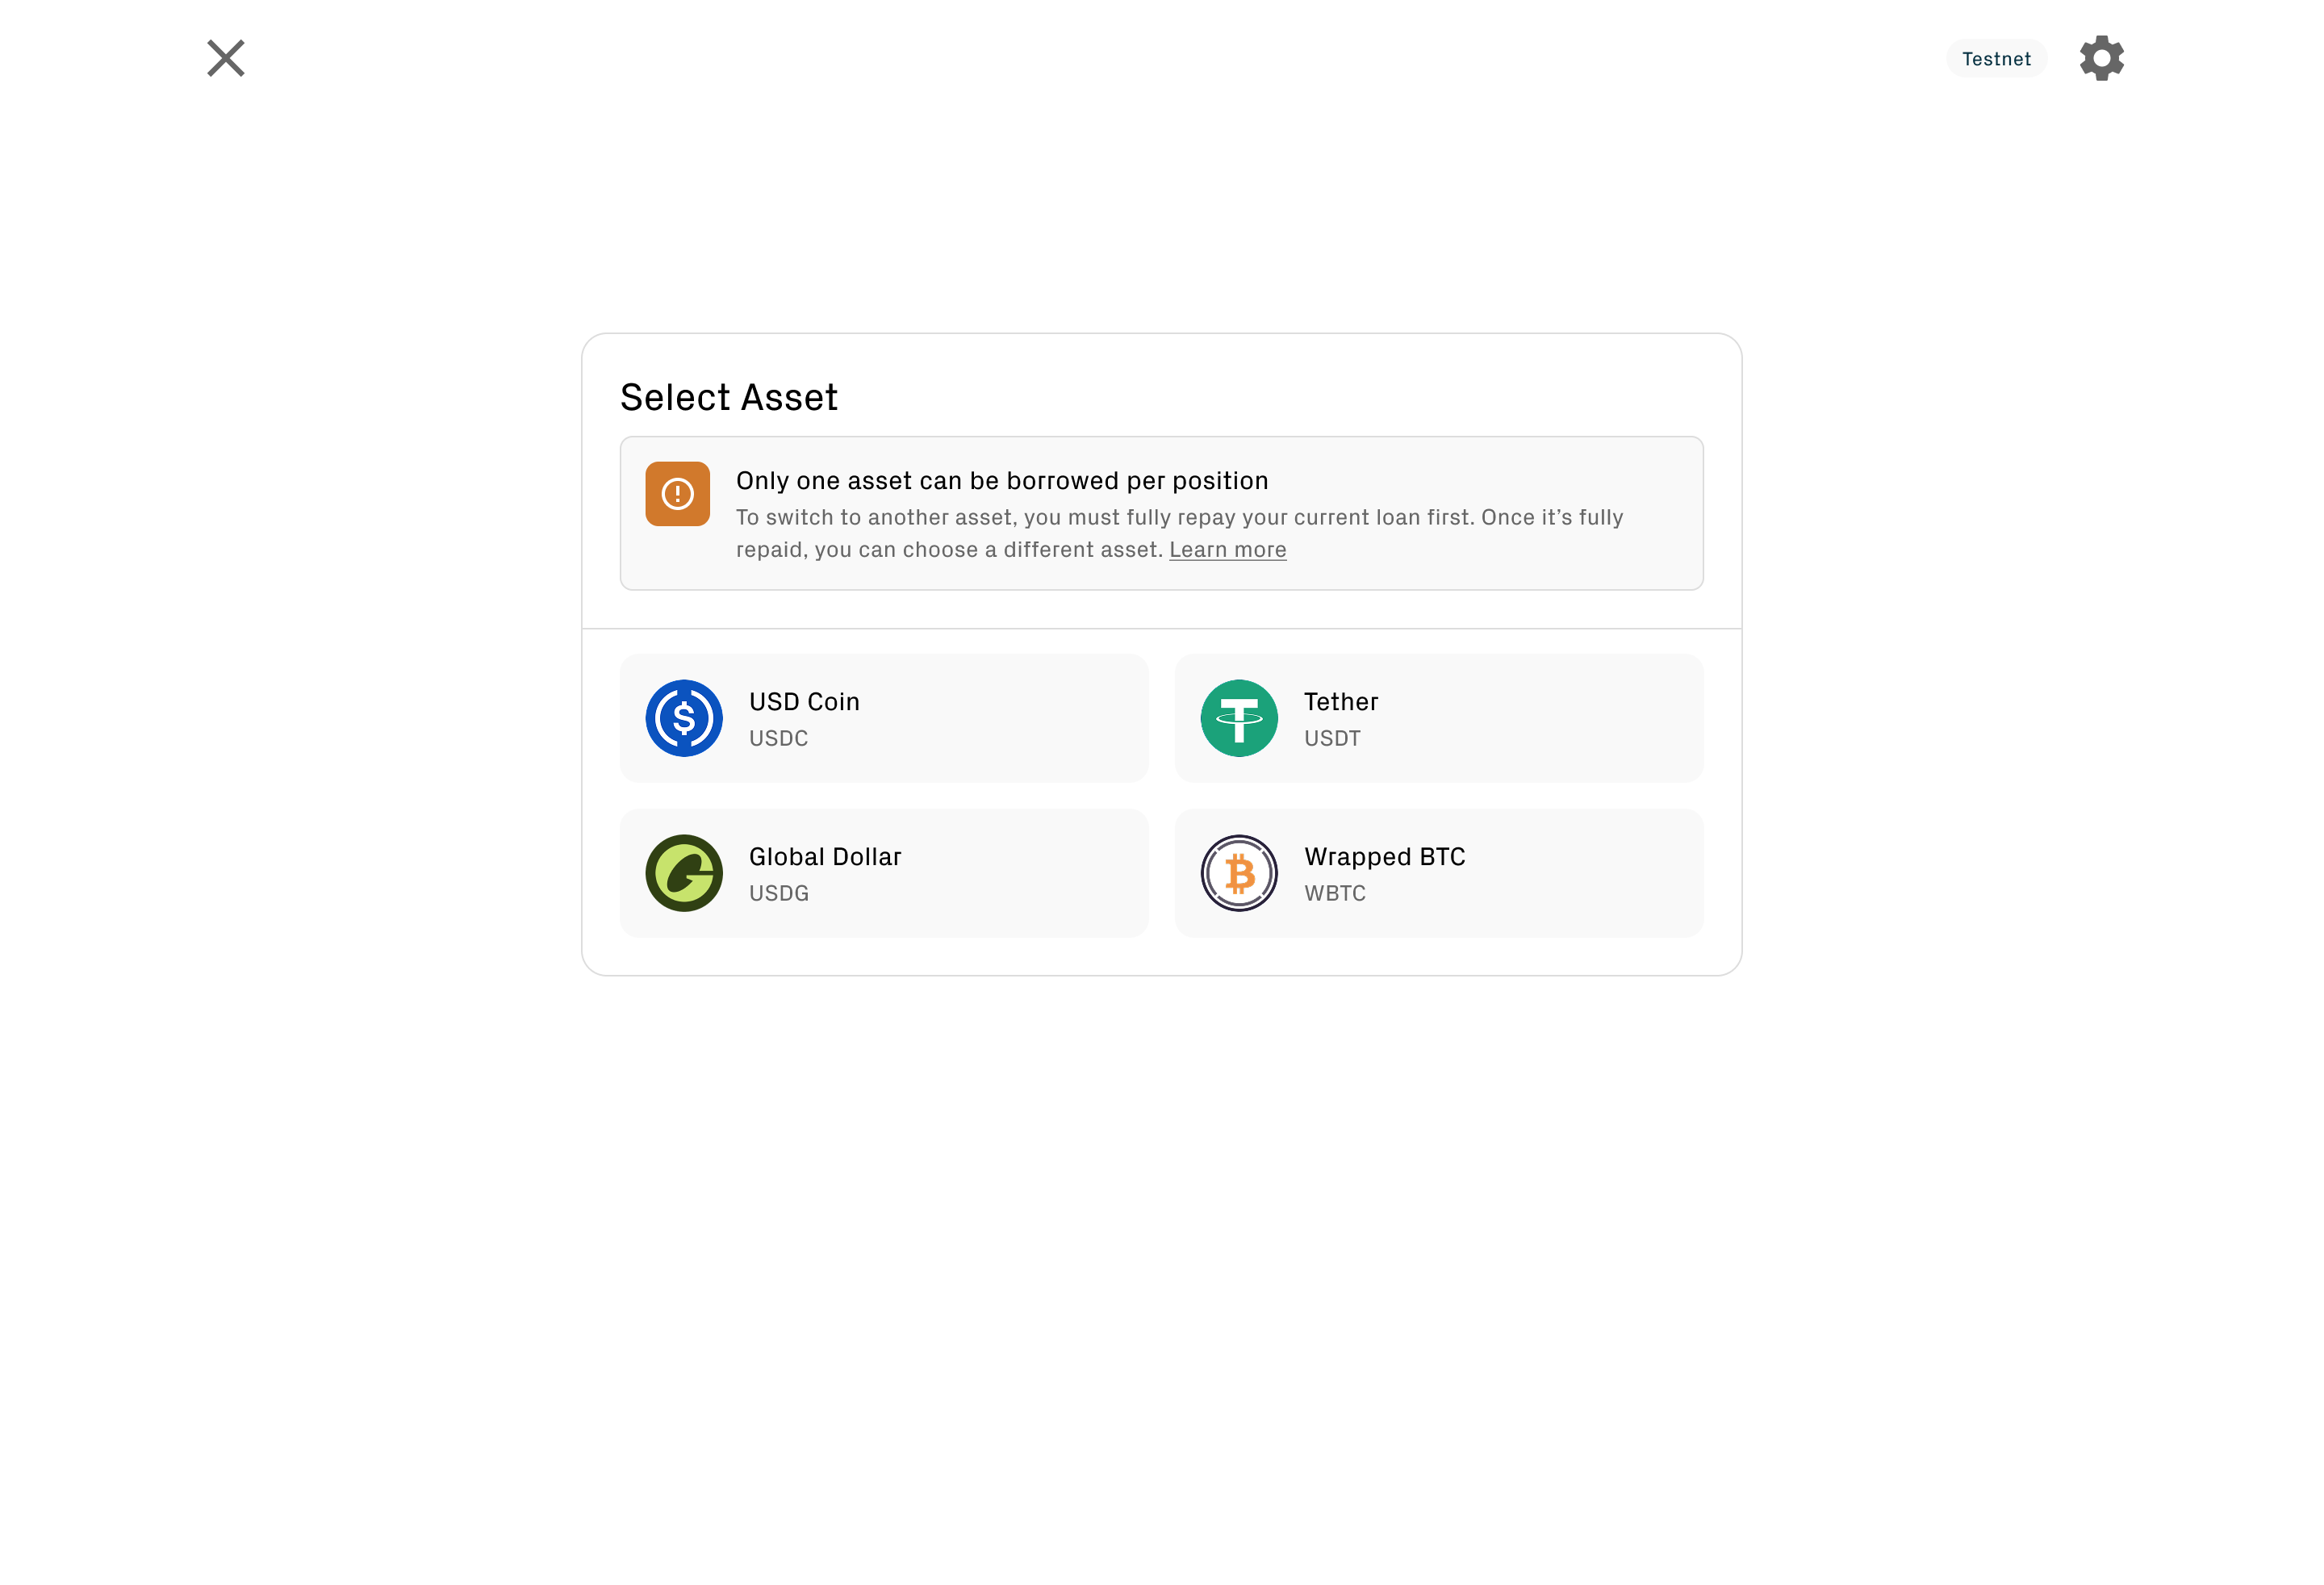 Testnet
Select Asset
Only one asset can be borrowed per position
To switch to another asset, you must fully repay your current loan first. Once it’s fully
repaid, you can choose a different asset. Learn more
USD Coin
USDC
Tether
USDT
Global Dollar
USDG
Wrapped BTC
WBTC